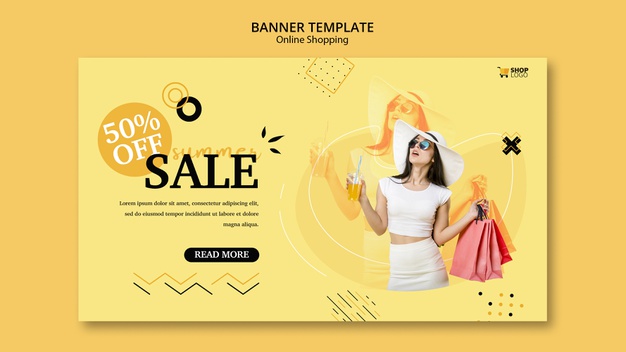 BANNER TEMPLATE
Online Shopping
SHOP
LOGO
50%
OFF
summer
SALE
Lorem ipsum dolor sit amet, consectetur adipiscing elit,
sed do eiusmod tempor incididunt ut labore et dolore
magna aliqua.
READ MORE